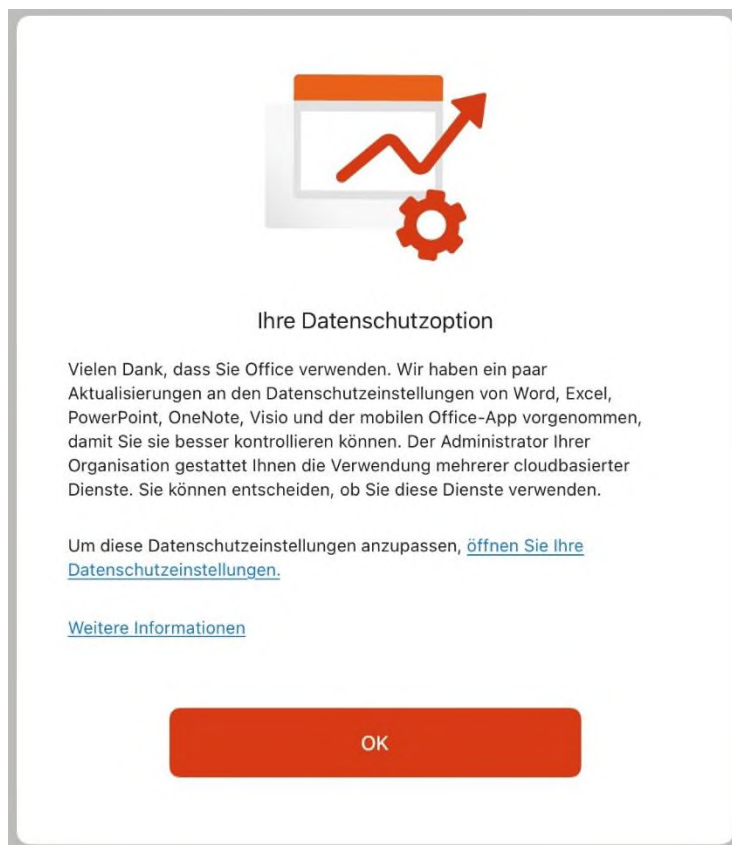 Ihre Datenschutzoption
Vielen Dank, dass Sie Office verwenden. Wir haben ein paar
Aktualisierungen an den Datenschutzeinstellungen von Word, Excel,
PowerPoint, OneNote, Visio und der mobilen Office-App vorgenommen,
damit Sie sie besser kontrollieren können. Der Administrator Ihrer
Organisation gestattet Ihnen die Verwendung mehrerer cloudbasierter
Dienste. Sie können entscheiden, ob Sie diese Dienste verwenden.
Um diese Datenschutzeinstellungen anzupassen, öffnen Sie Ihre
Datenschutzeinstellungen.
Weitere Informationen
OK